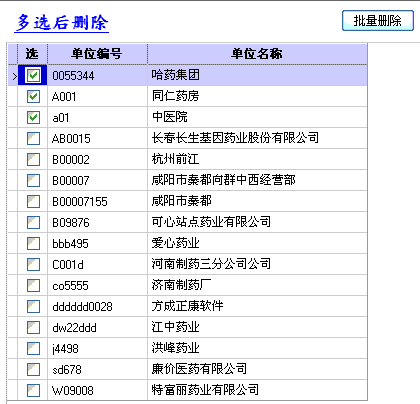 多选后删除 批量删除
选 单位编号 单位名称
0055344 哈药集团
A001 同仁药房
a01 中医院
AB0015 长春长生基因药业股份有限公司
B00002 杭州前江
B00007 咸阳市秦都向群中西经营部
B00007155 咸阳市秦都
B09876 可心站点药业有限公司
bbb495 爱心药业
C001d 河南制药三分公司公司
co5555 济南制药厂
dddddd0028 方成正康软件
dw22ddd 江中药业
j4498 洪峰药业
sd678 廉价医药有限公司
W09008 特富丽药业有限公司